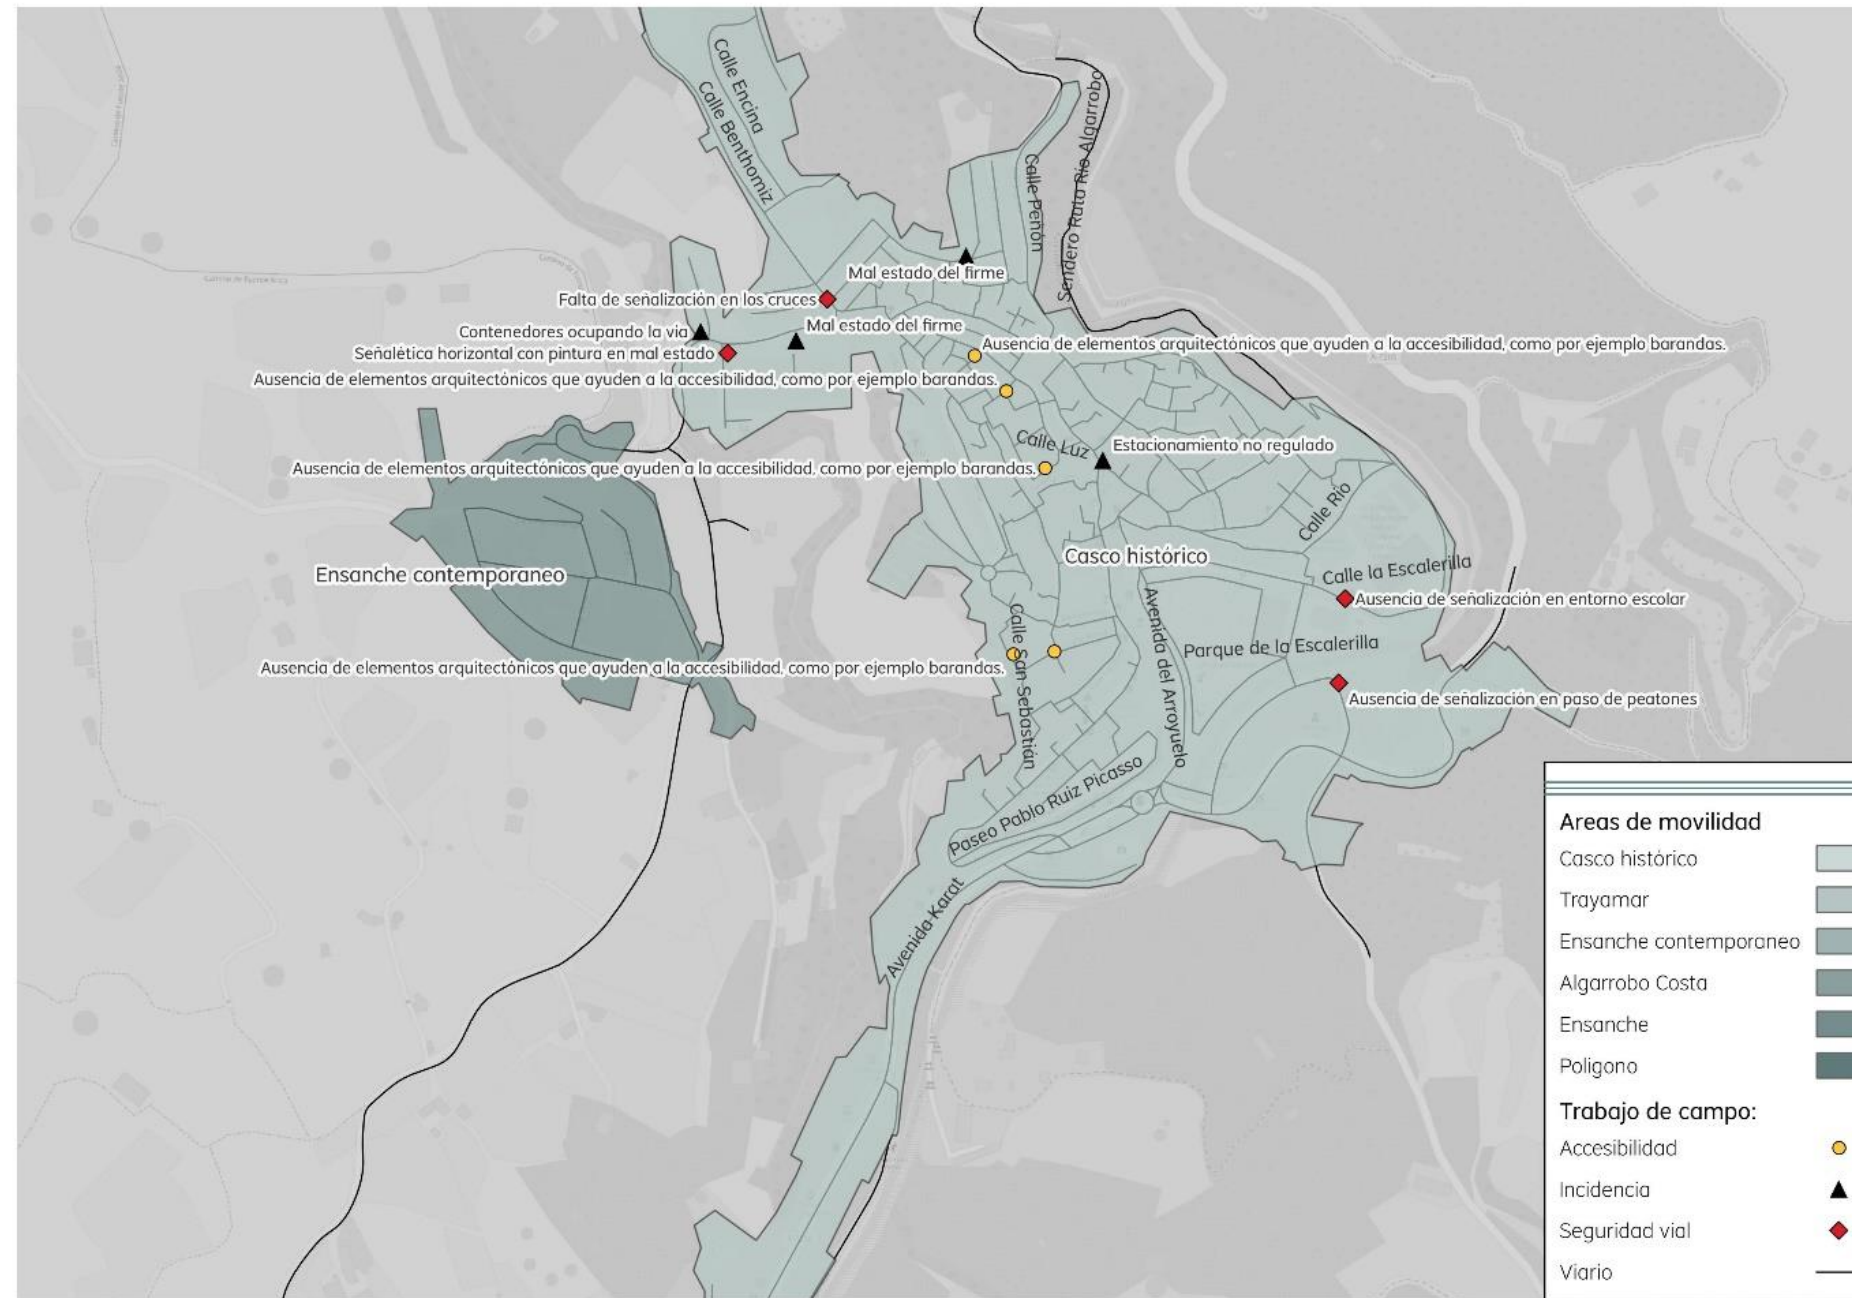 Calle Encina
Calle Benthomiz
Calle Peñón
Sendero Ruta Río Algarrobo
Mal estado del firme
Falta de señalización en los cruces
Contenedores ocupando la via
Mal estado del firme
Señalética horizontal con pintura en mal estado
Ausencia de elementos arquitectónicos que ayuden a la accesibilidad, como por ejemplo barandas.
Ausencia de elementos arquitectónicos que ayuden a la accesibilidad, como por ejemplo barandas.
Calle Luz
Estacionamiento no regulado
Ausencia de elementos arquitectónicos que ayuden a la accesibilidad, como por ejemplo barandas.
Calle Rio
Casco histórico
Ensanche contemporaneo
Calle la Escalerilla
Ausencia de señalización en entorno escolar
Calle San Sebastián
Avenida del Arroyuelo
Parque de la Escalerilla
Ausencia de elementos arquitectónicos que ayuden a la accesibilidad, como por ejemplo barandas.
Ausencia de señalización en paso de peatones
Paseo Pablo Ruiz Picasso
Avenida Karat
Areas de movilidad
Casco histórico
Trayamar
Ensanche contemporaneo
Algarrobo Costa
Ensanche
Poligono
Trabajo de campo:
Accesibilidad
Incidencia
Seguridad vial
Viario